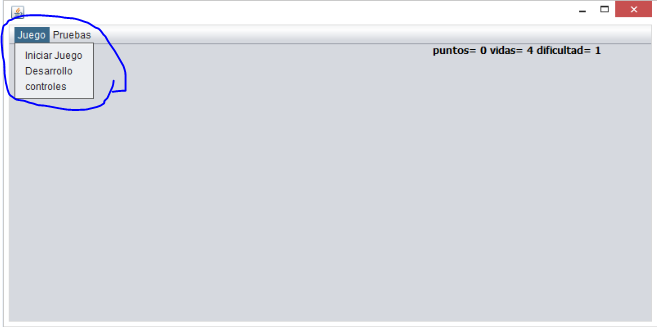 Juego Pruebas
puntos= 0 vidas= 4 dificultad= 1
Iniciar Juego
Desarrollo
controles